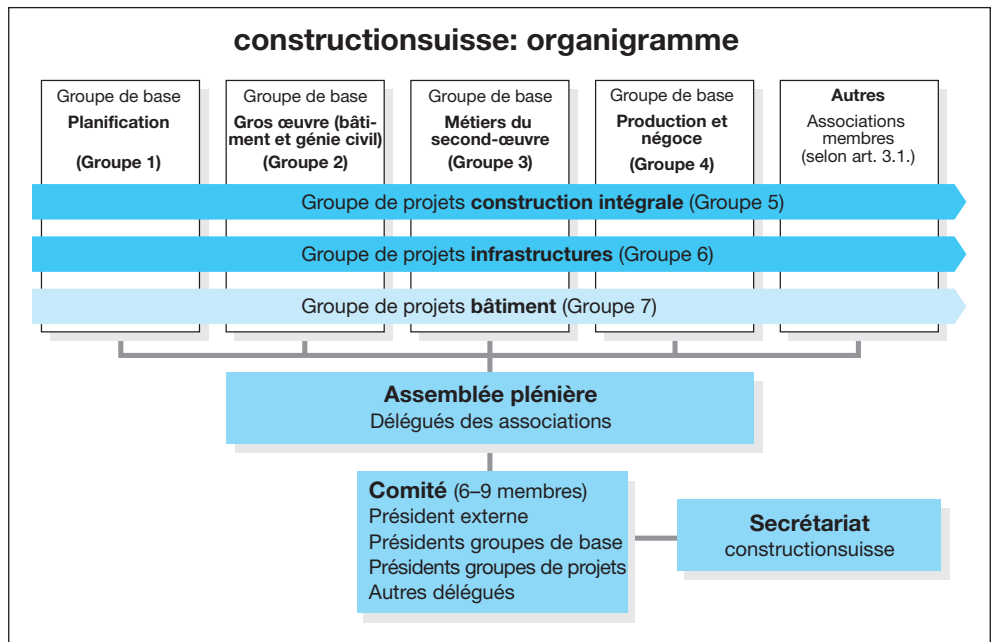 constructionsuisse: organigramme
Groupe de base
Planification
(Groupe 1)
Groupe de base
Gros œuvre (bâti-
ment et génie civil)
(Groupe 2)
Groupe de base
Métiers du
second-œuvre
(Groupe 3)
Groupe de base
Production et
négoce
(Groupe 4)
Autres
Associations
membres
(selon art. 3.1.)
Groupe de projets construction intégrale (Groupe 5)
Groupe de projets infrastructures (Groupe 6)
Groupe de projets bâtiment (Groupe 7)
Assemblée plénière
Délégués des associations
Comité (6–9 membres)
Président externe
Présidents groupes de base
Présidents groupes de projets
Autres délégués
Secrétariat
constructionsuisse